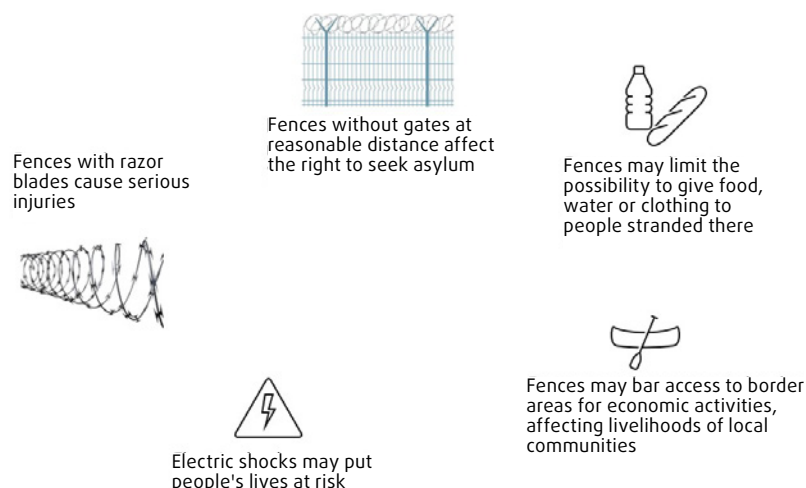 Fences without gates at
reasonable distance affect
the right to seek asylum
Fences with razor
blades cause serious
injuries
Fences may limit the
possibility to give food,
water or clothing to
people stranded there
Fences may bar access to border
areas for economic activities,
affecting livelihoods of local
communities
Electric shocks may put
people's lives at risk